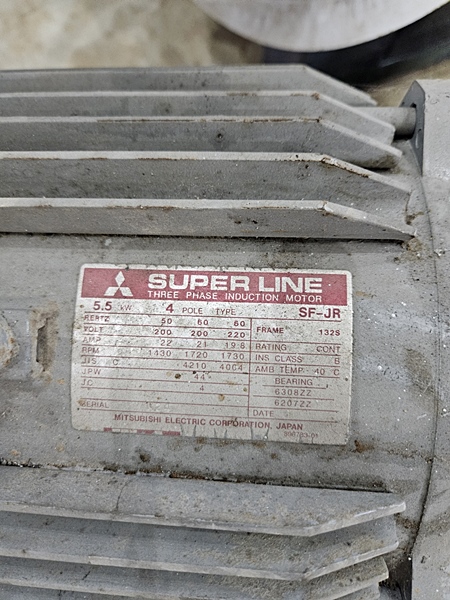 SUPER LINE
THREE PHASE INDUCTION MOTOR
5.5 kW 4 POLE TYPE SF-JR
HERTZ 50 60 60
VOLT 200 200 220
AMP 22 21 19.8
RPM 1430 1720 1730
JIS C 4210 4004
JPW 44
JC 4
SERIAL
FRAME 132S
RATING CONT
INS CLASS B
AMB TEMP 40 °C
BEARING
6308ZZ
6207ZZ
DATE
MITSUBISHI ELECTRIC CORPORATION, JAPAN